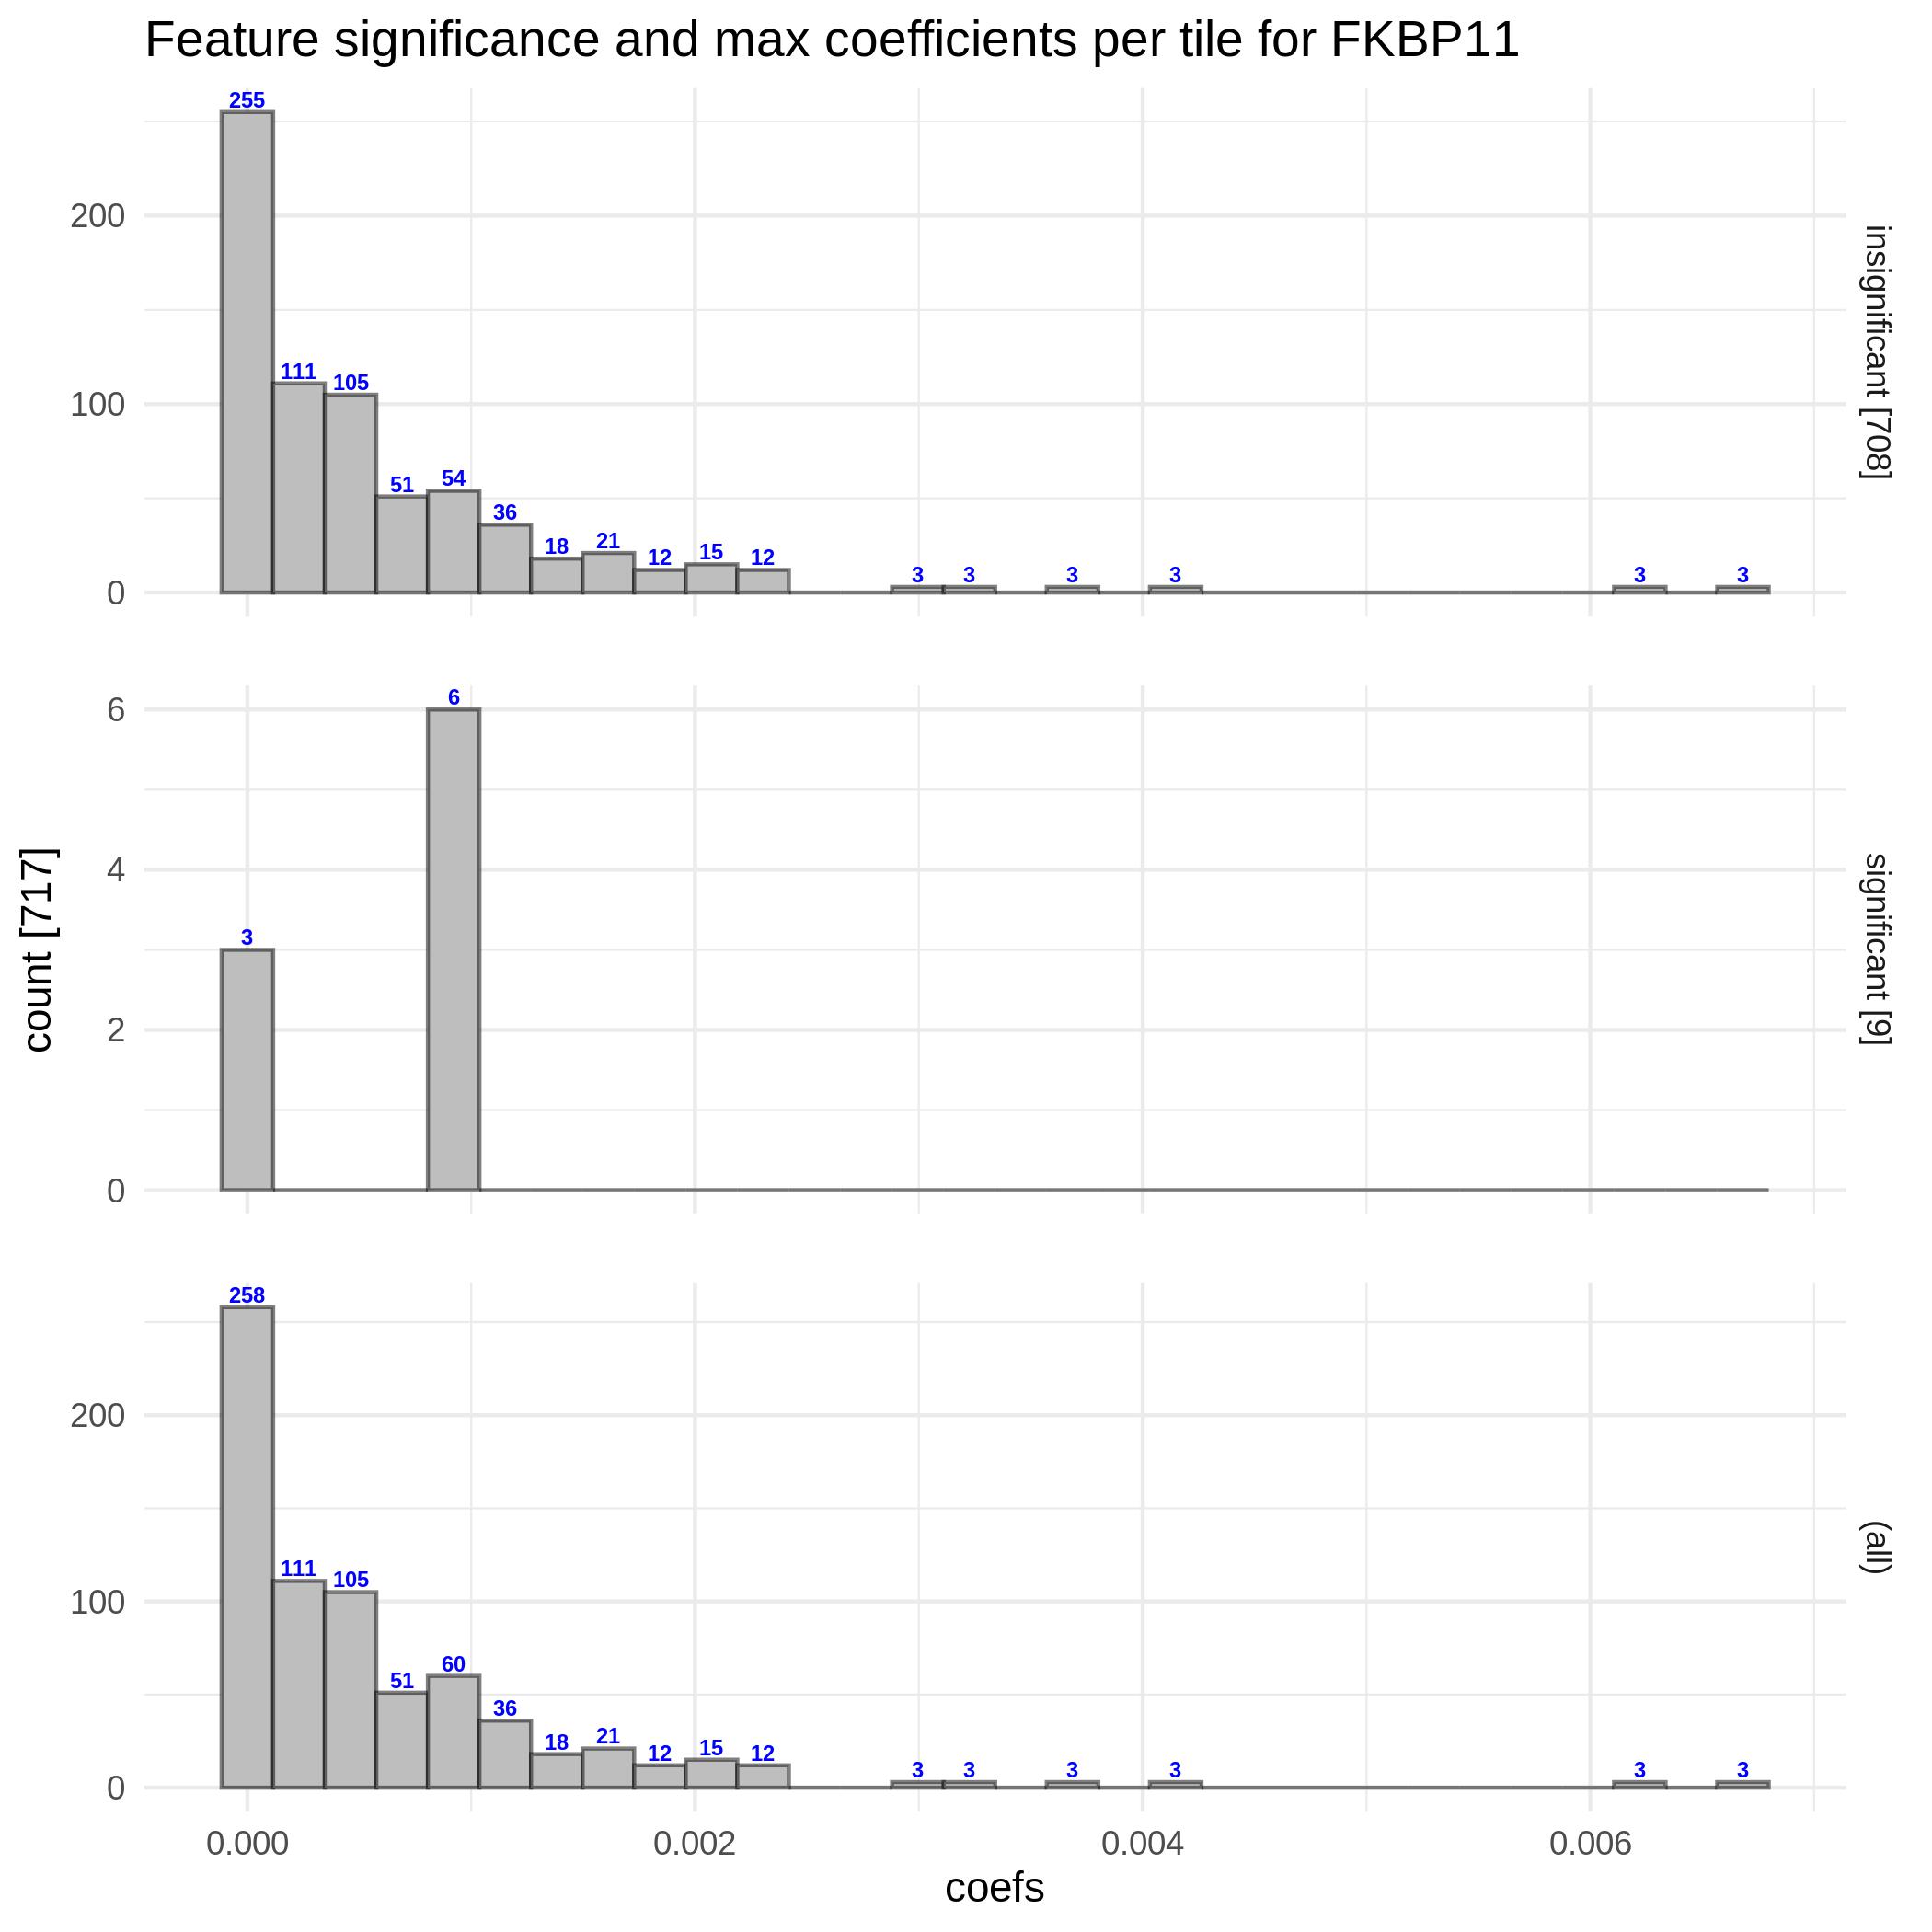 Feature significance and max coefficients per tile for FKBP11
255
111 105
51 54
36
18 21 12 15 12
3 3 3 3 3 3
200
100
0
insignificant [708]
6
3
6
4
2
0
significant [9]
count [717]
258
111 105
51 60
36
18 21 12 15 12
3 3 3 3 3 3
200
100
0
(all)
0.000 0.002 0.004 0.006
coefs